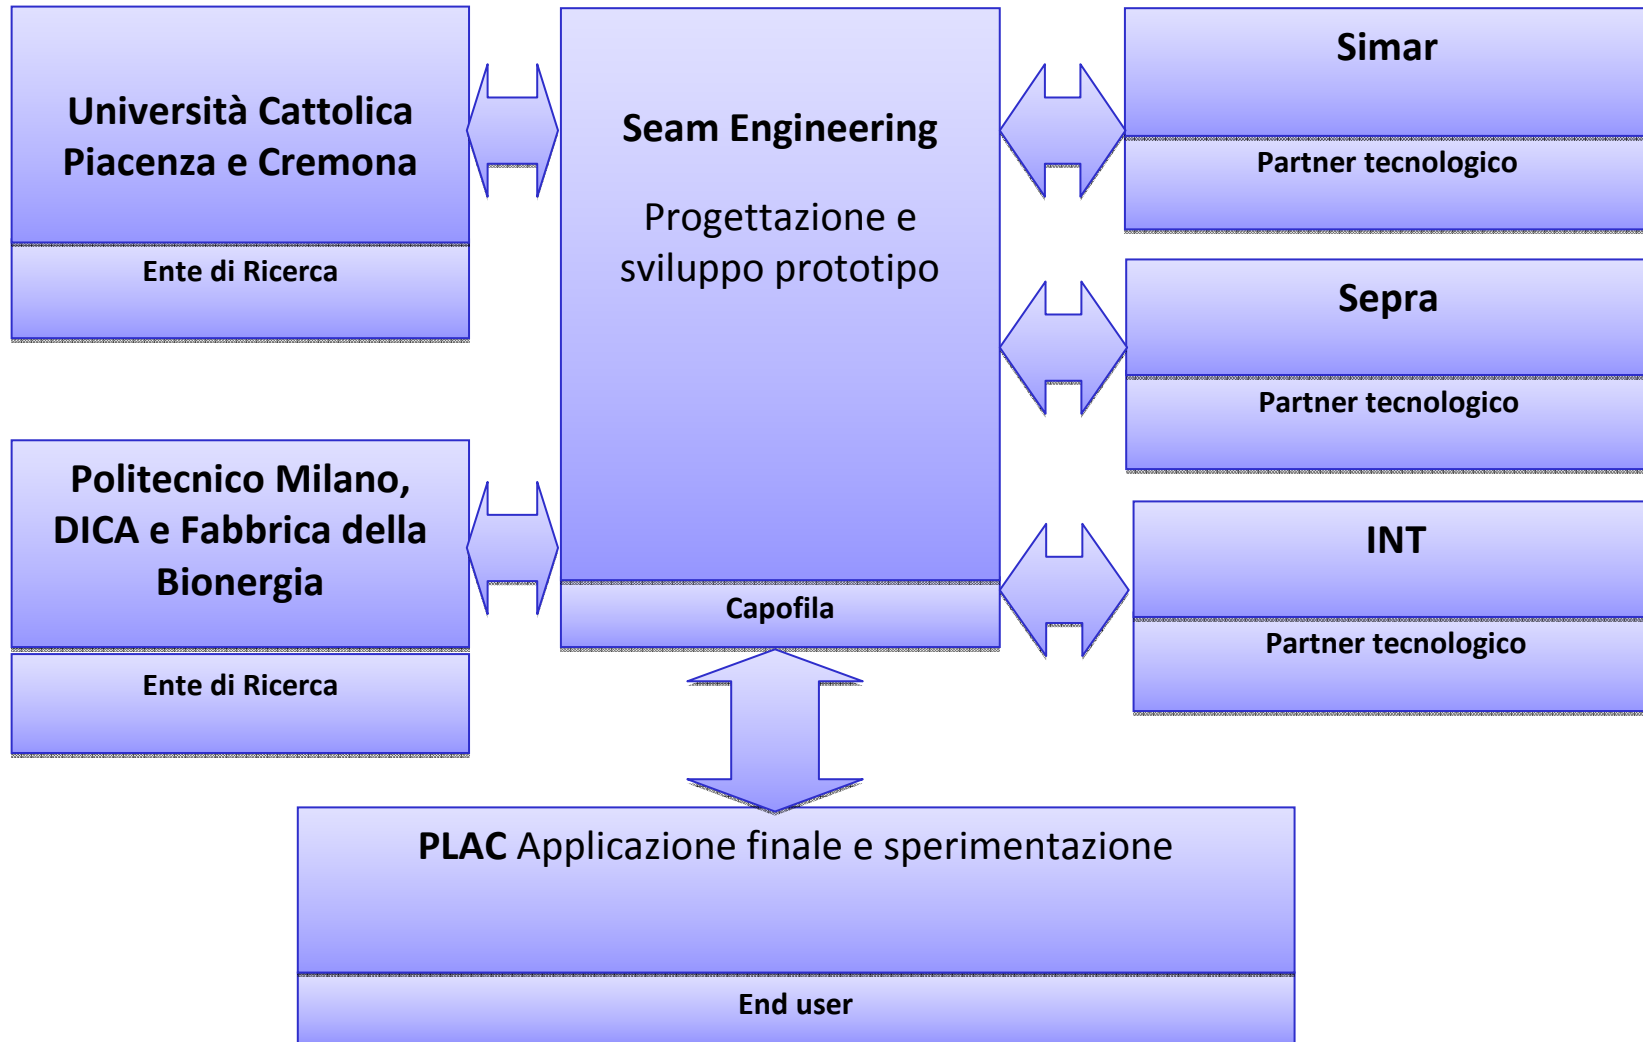 Università Cattolica
Piacenza e Cremona
Ente di Ricerca
Politecnico Milano,
DICA e Fabbrica della
Bionergia
Ente di Ricerca
Seam Engineering
Progettazione e
sviluppo prototipo
Capofila
Simar
Partner tecnologico
Sepra
Partner tecnologico
INT
Partner tecnologico
PLAC Applicazione finale e sperimentazione
End user